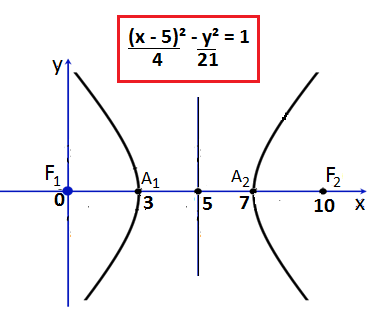 (x - 5)² - y² = 1
4 21
y
F₁ A₁ A₂ F₂
0 3 5 7 10 x